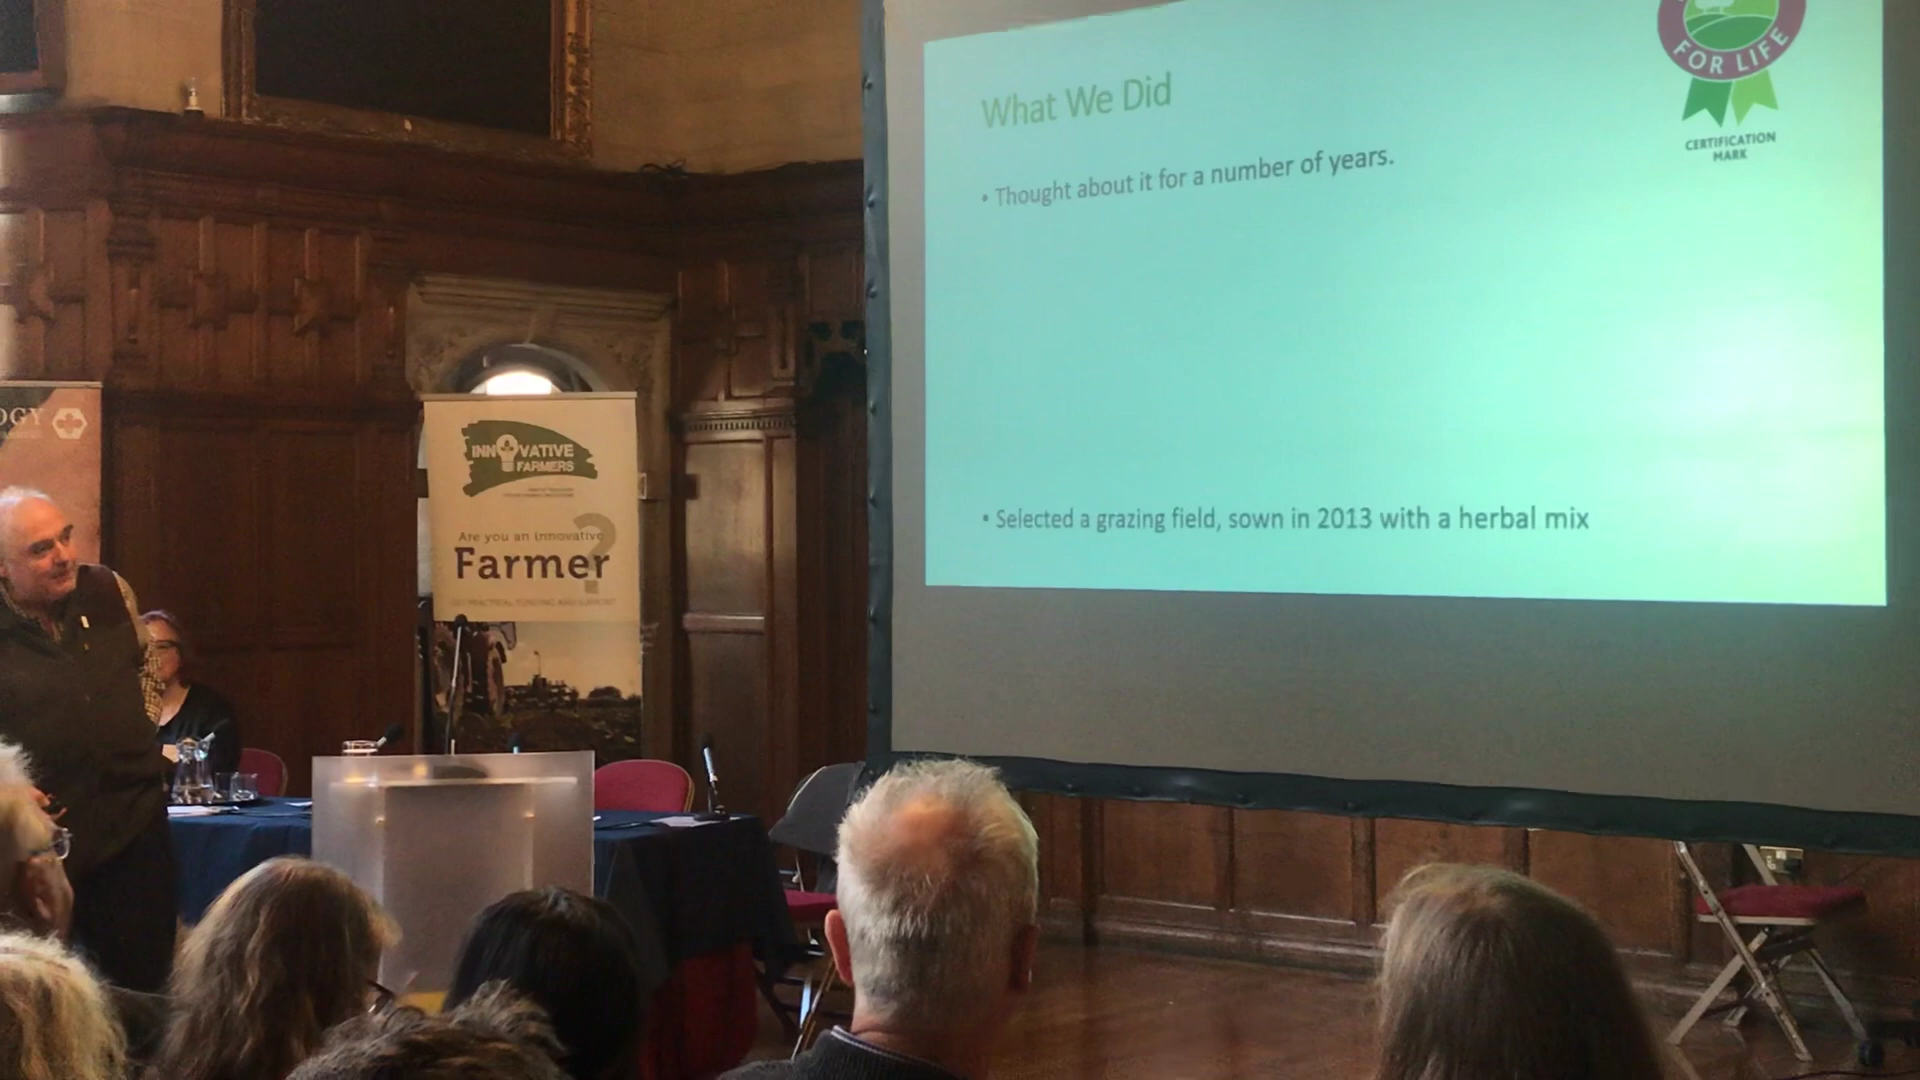 FOR LIFE
CERTIFICATION
MARK
What We Did
• Thought about it for a number of years.
• Selected a grazing field, sown in 2013 with a herbal mix
OGY
INNOVATIVE
FARMERS
Are you an innovative
Farmer?